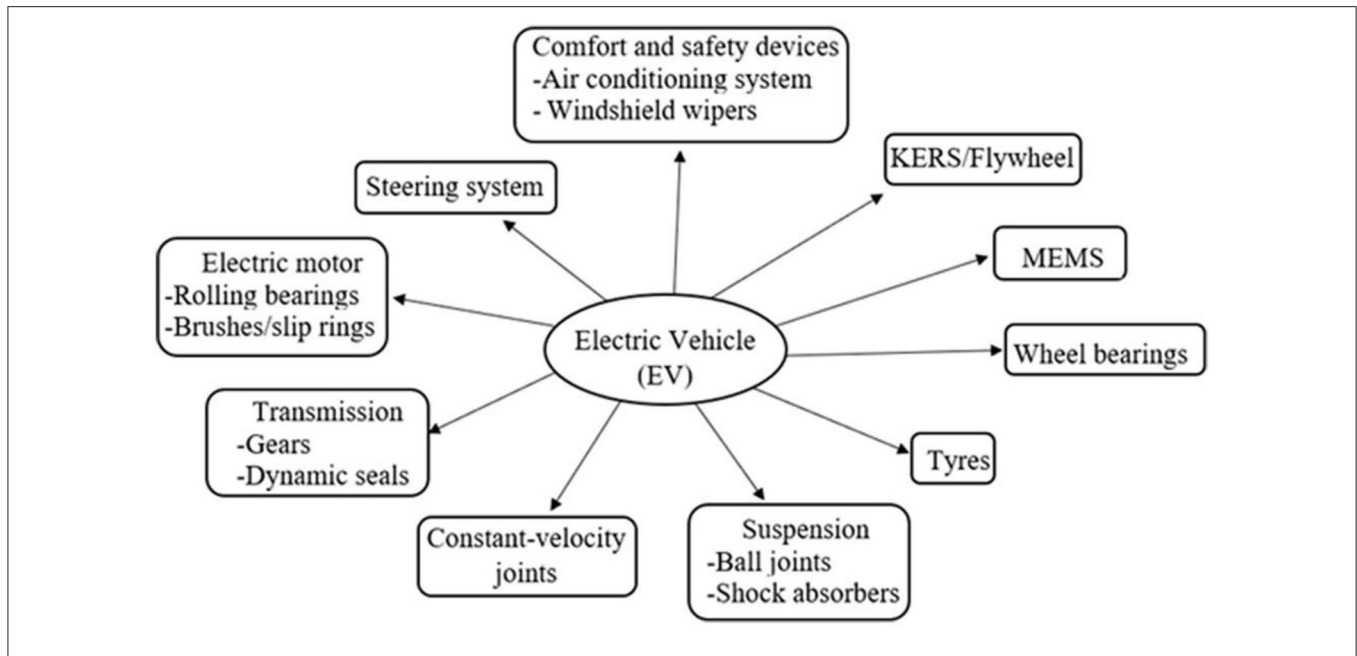 Comfort and safety devices
-Air conditioning system
- Windshield wipers
KERS/Flywheel
Steering system
MEMS
Electric motor
-Rolling bearings
-Brushes/slip rings
Electric Vehicle
(EV)
Wheel bearings
Transmission
-Gears
-Dynamic seals
Tyres
Constant-velocity
joints
Suspension
-Ball joints
-Shock absorbers